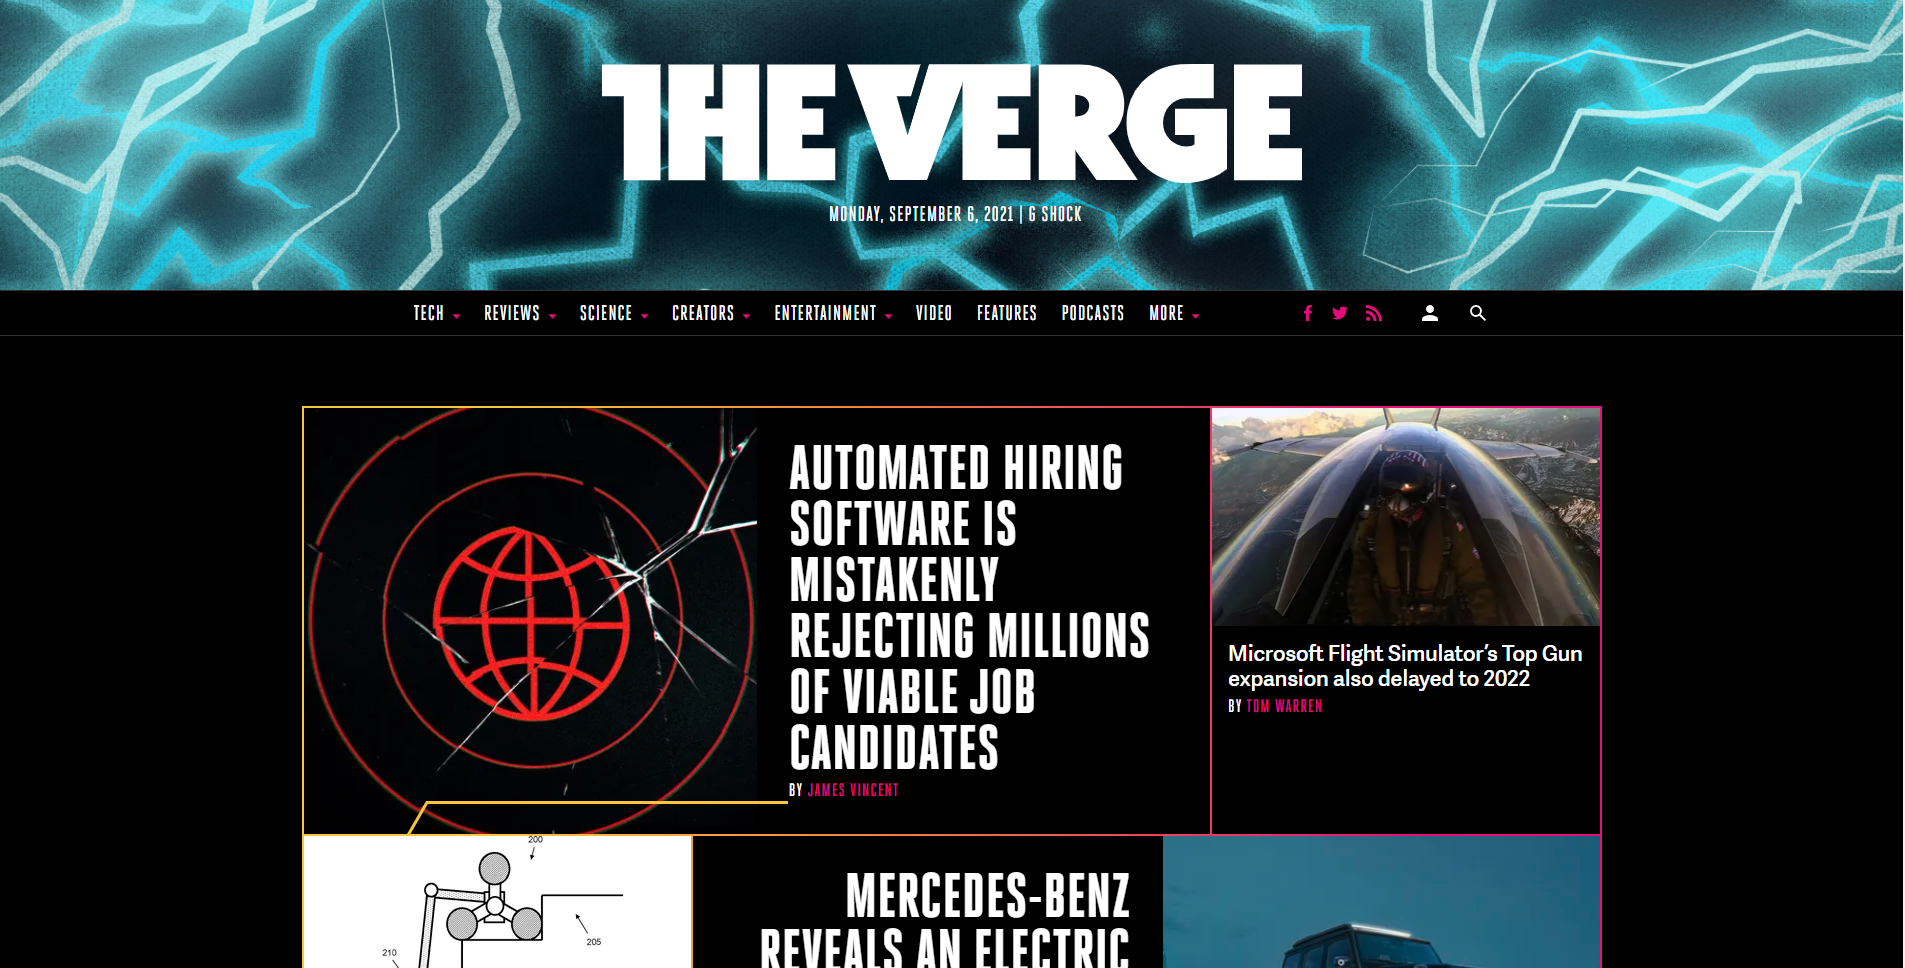 THE VERGE
MONDAY, SEPTEMBER 6, 2021 | G SHOCK
TECH REVIEWS SCIENCE CREATORS ENTERTAINMENT VIDEO FEATURES PODCASTS MORE
AUTOMATED HIRING
SOFTWARE IS
MISTAKENLY
REJECTING MILLIONS
OF VIABLE JOB
CANDIDATES
BY JAMES VINCENT
Microsoft Flight Simulator's Top Gun
expansion also delayed to 2022
BY TOM WARREN
200
205
210
MERCEDES-BENZ
REVEALS AN ELECTRIC